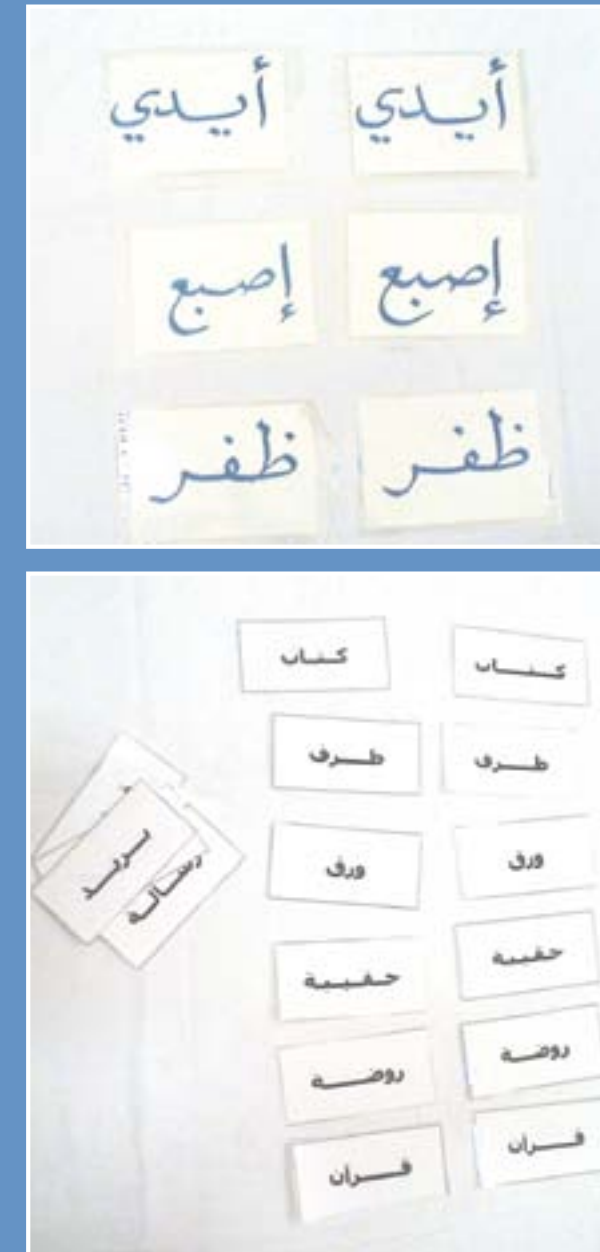 أيدي أيدي
إصبع إصبع
ظفر ظفر
كتاب كتاب
ظرف ظرف
ورق ورق
حقيبة حقيبة
روضة روضة
قران قران
بريد
رسالة